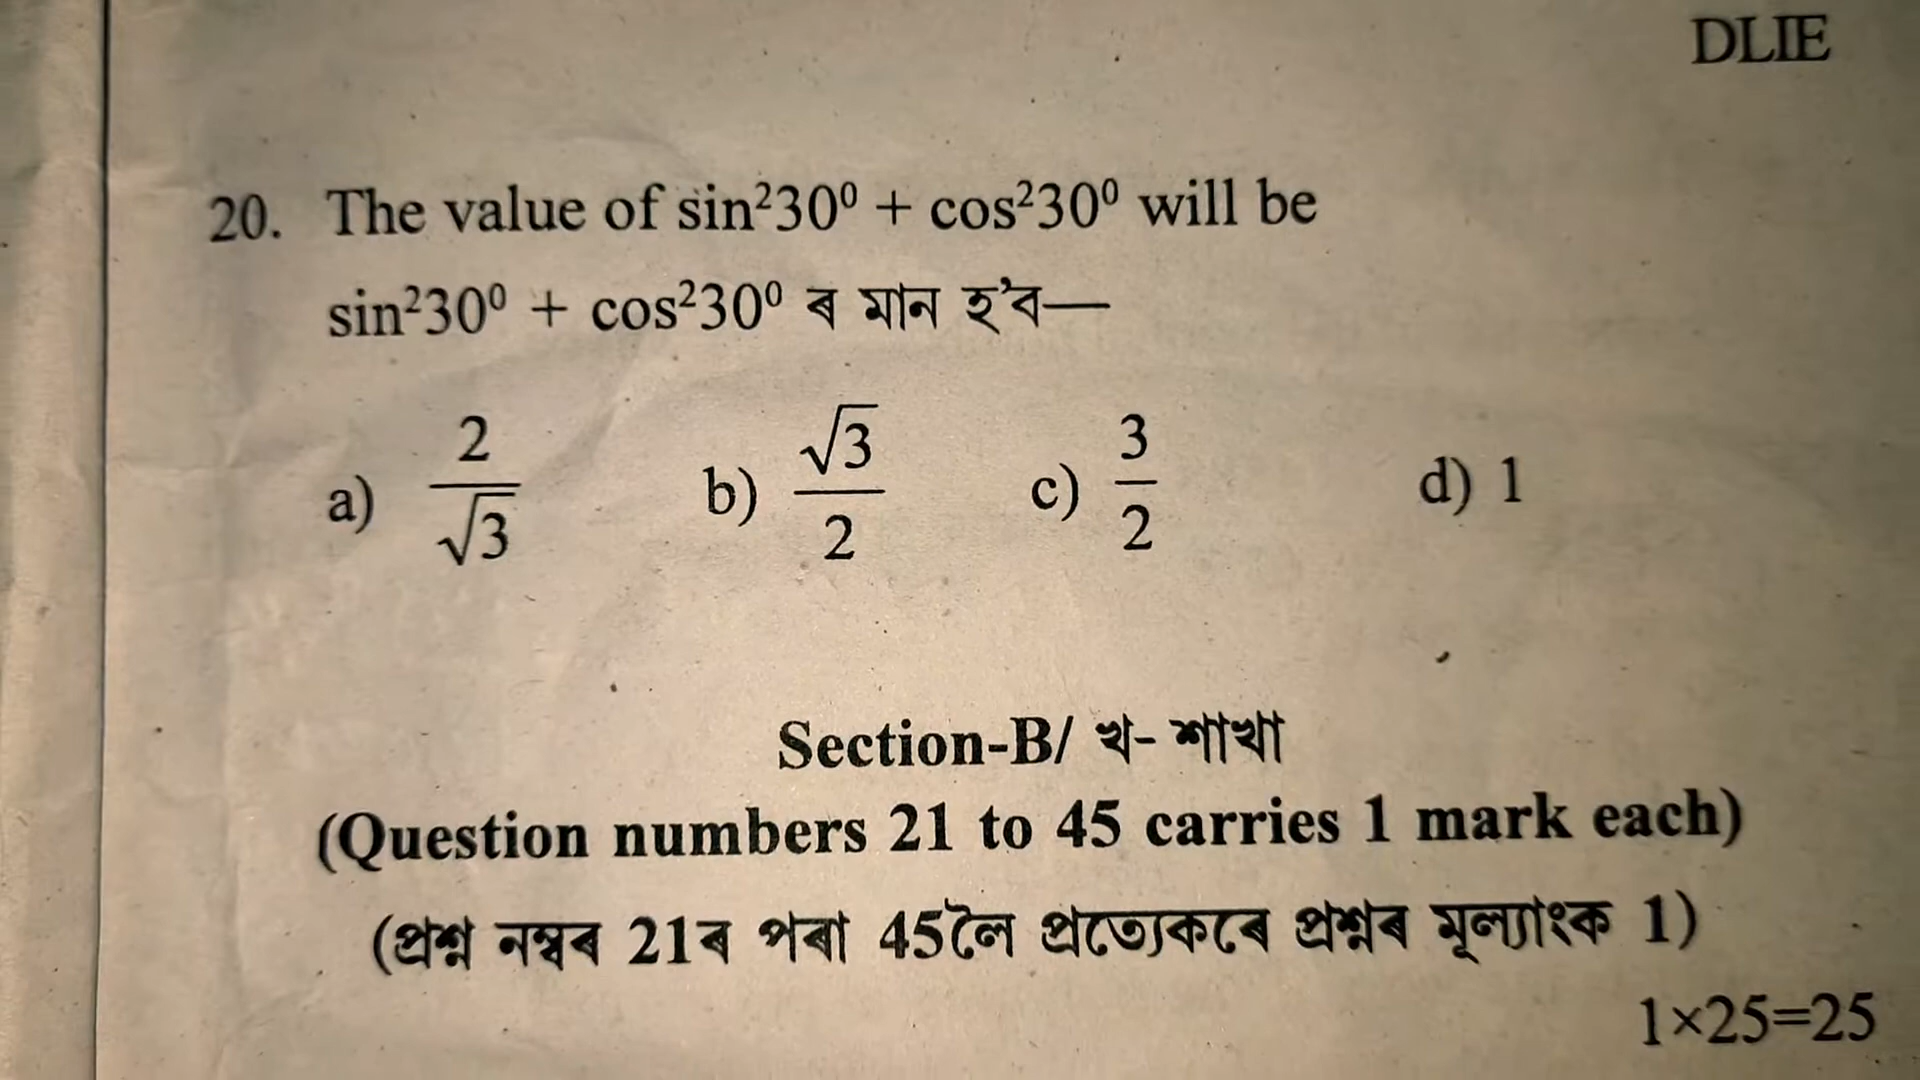 DLIE
20. The value of sin²30⁰ + cos²30⁰ will be
sin²30⁰ + cos²30⁰ ৰ মান হ'ব—
a) 2/√3 b) √3/2 c) 3/2 d) 1
Section-B/ খ- শাখা
(Question numbers 21 to 45 carries 1 mark each)
(প্ৰশ্ন নম্বৰ 21ৰ পৰা 45লৈ প্ৰত্যেকৰে প্ৰশ্নৰ মূল্যাংক 1)
1×25=25